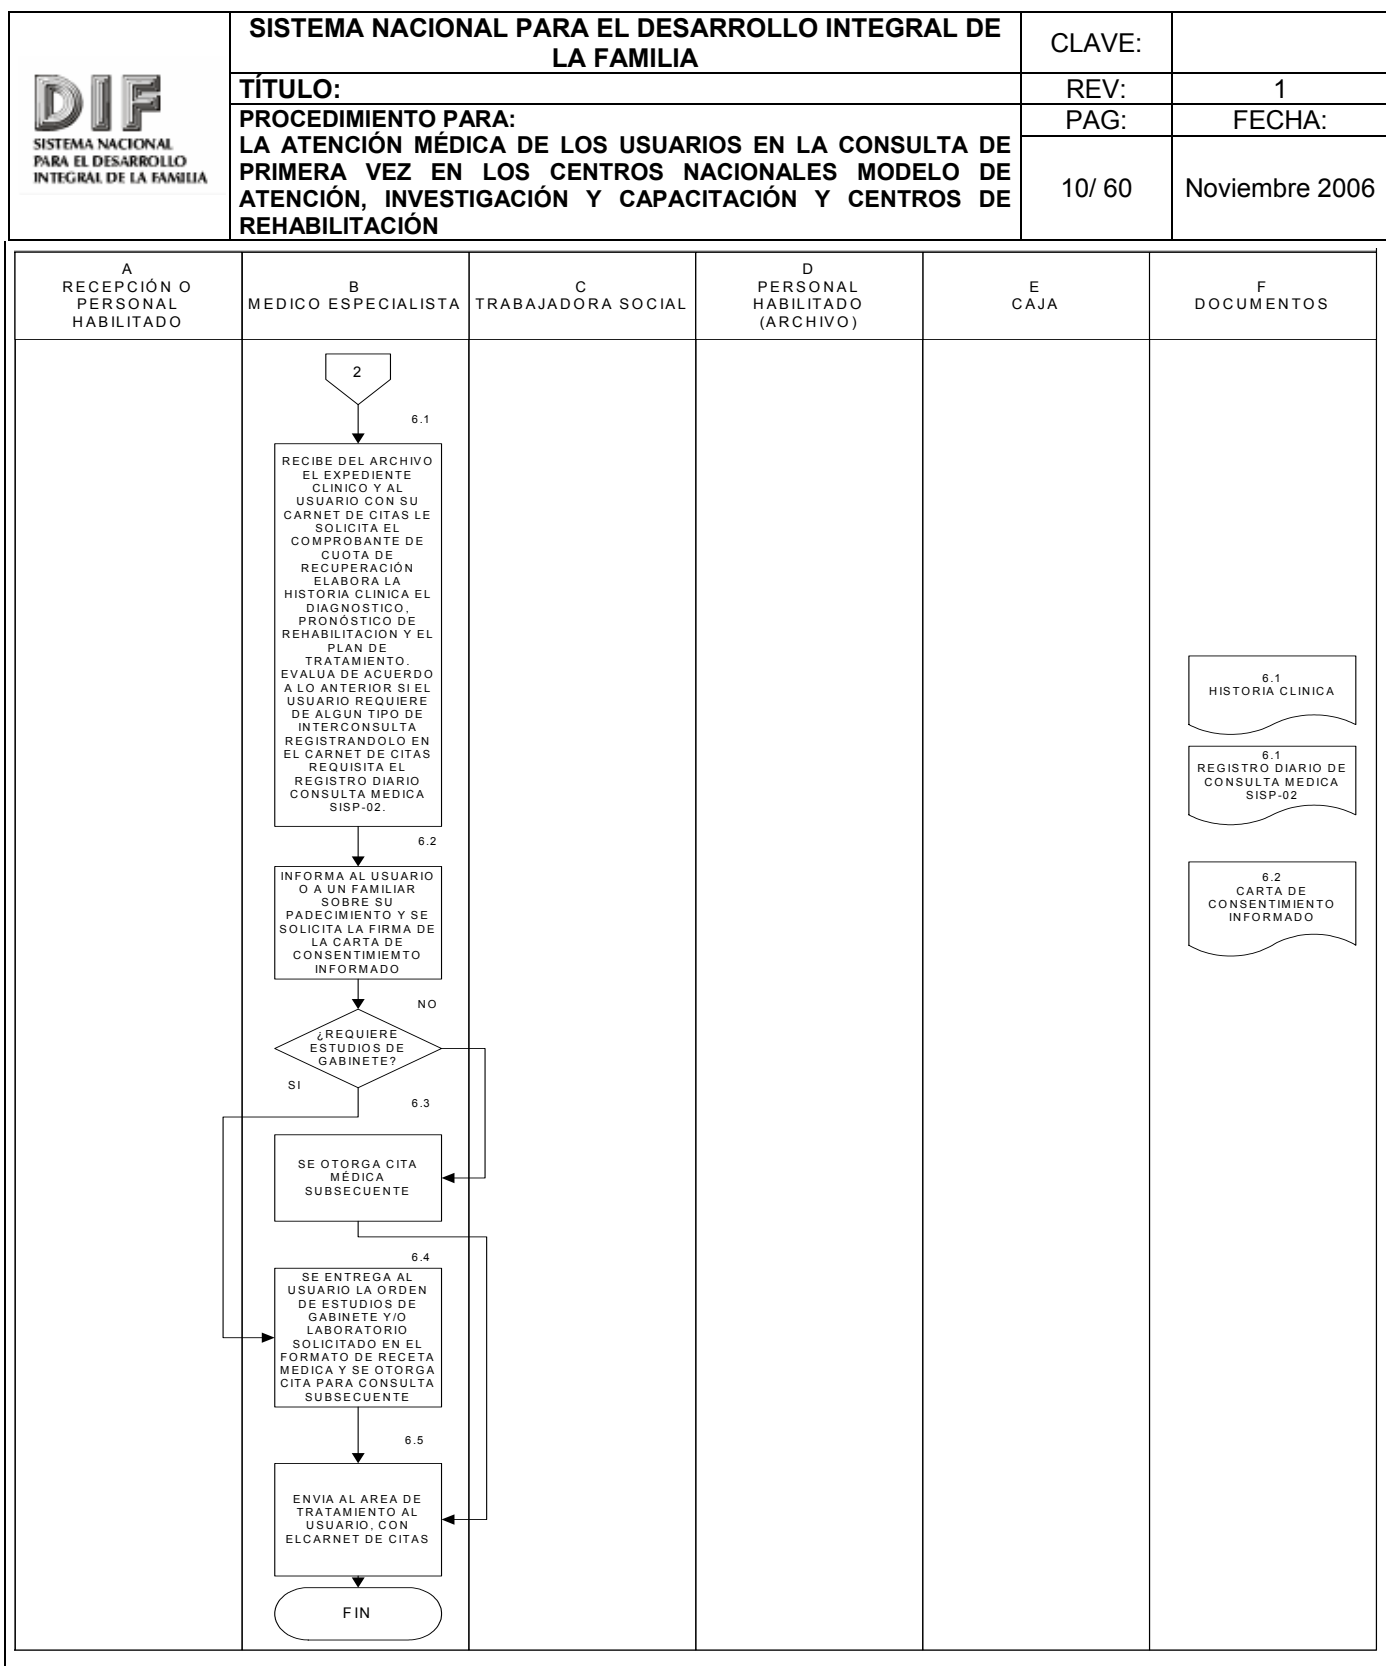 DIF
SISTEMA NACIONAL
PARA EL DESARROLLO
INTEGRAL DE LA FAMILIA
SISTEMA NACIONAL PARA EL DESARROLLO INTEGRAL DE
LA FAMILIA
CLAVE:
TÍTULO:
REV:
1
PROCEDIMIENTO PARA:
LA ATENCIÓN MÉDICA DE LOS USUARIOS EN LA CONSULTA DE
PRIMERA VEZ EN LOS CENTROS NACIONALES MODELO DE
ATENCIÓN, INVESTIGACIÓN Y CAPACITACIÓN Y CENTROS DE
REHABILITACIÓN
PAG:
FECHA:
10/ 60
Noviembre 2006
A
RECEPCIÓN O
PERSONAL
HABILITADO
B
MEDICO ESPECIALISTA
C
TRABAJADORA SOCIAL
D
PERSONAL
HABILITADO
(ARCHIVO)
E
CAJA
F
DOCUMENTOS
2
6.1
RECIBE DEL ARCHIVO
EL EXPEDIENTE
CLINICO Y AL
USUARIO CON SU
CARNET DE CITAS LE
SOLICITA EL
COMPROBANTE DE
CUOTA DE
RECUPERACIÓN
ELABORA LA
HISTORIA CLINICA EL
DIAGNOSTICO,
PRONÓSTICO DE
REHABILITACION Y EL
PLAN DE
TRATAMIENTO.
EVALUA DE ACUERDO
A LO ANTERIOR SI EL
USUARIO REQUIERE
DE ALGUN TIPO DE
INTERCONSULTA
REGISTRANDOLO EN
EL CARNET DE CITAS
REQUISITA EL
REGISTRO DIARIO
CONSULTA MEDICA
SISP-02.
6.1
HISTORIA CLINICA
6.1
REGISTRO DIARIO DE
CONSULTA MEDICA
SISP-02
6.2
INFORMA AL USUARIO
O A UN FAMILIAR
SOBRE SU
PADECIMIENTO Y SE
SOLICITA LA FIRMA DE
LA CARTA DE
CONSENTIMIEMTO
INFORMADO
6.2
CARTA DE
CONSENTIMIENTO
INFORMADO
NO
¿REQUIERE
ESTUDIOS DE
GABINETE?
SI
6.3
SE OTORGA CITA
MÉDICA
SUBSECUENTE
6.4
SE ENTREGA AL
USUARIO LA ORDEN
DE ESTUDIOS DE
GABINETE Y/O
LABORATORIO
SOLICITADO EN EL
FORMATO DE RECETA
MEDICA Y SE OTORGA
CITA PARA CONSULTA
SUBSECUENTE
6.5
ENVIA AL AREA DE
TRATAMIENTO AL
USUARIO, CON
ELCARNET DE CITAS
FIN